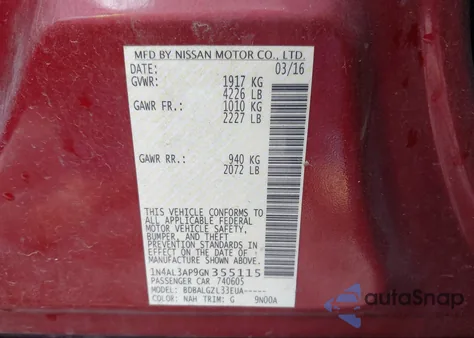 MFD BY NISSAN MOTOR CO., LTD.
DATE: 03/16
GVWR: 1917 KG
4226 LB
GAWR FR: 1010 KG
2227 LB
GAWR RR.: 940 KG
2072 LB
THIS VEHICLE CONFORMS TO
ALL APPLICABLE U.S. FEDERAL
MOTOR VEHICLE SAFETY,
BUMPER, AND THEFT
PREVENTION STANDARDS IN
EFFECT ON THE DATE OF
MANUFACTURE SHOWN ABOVE.
1N4AL3AP9GN355115
PASSENGER CAR 740605
MODEL: BDBALGZL33EUA-----
COLOR: NAH TRIM: G 9N00A
autoSnap